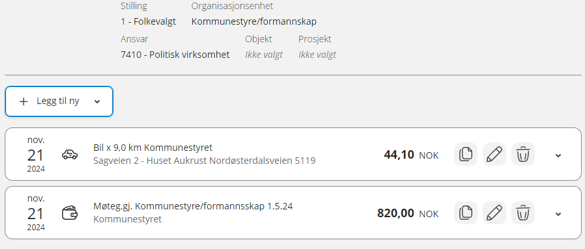 Stilling Organisasjonsenhet
1 - Folkevalgt Kommunestyre/formannskap
Ansvar Objekt Prosjekt
7410 - Politisk virksomhet Ikke valgt Ikke valgt
+ Legg til ny
nov.
21
2024
Bil x 9,0 km Kommunestyret
Sagveien 2 - Huset Aukrust Nordøsterdalsveien 5119
44,10 NOK
nov.
21
2024
Møteg.gj. Kommunestyre/formannsskap 1.5.24
Kommunestyret
820,00 NOK